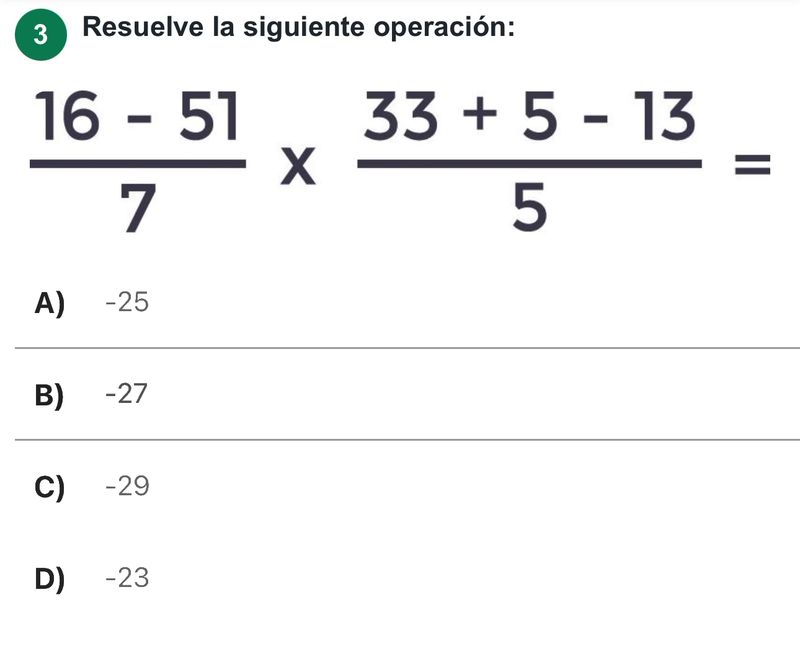 3 Resuelve la siguiente operación:
16 - 51 33 + 5 - 13
x =
7 5
A) -25
B) -27
C) -29
D) -23